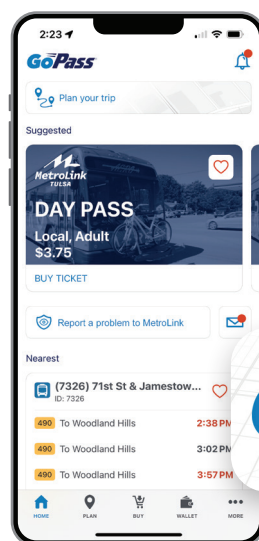 2:23
GoPass
Plan your trip
Suggested
MetroLink
TULSA
DAY PASS
Local, Adult
$3.75
BUY TICKET
Report a problem to MetroLink
Nearest
(7326) 71st St & Jamestow...
ID: 7326
490 To Woodland Hills 2:38 PM
490 To Woodland Hills 3:02 PM
490 To Woodland Hills 3:57 PM
HOME PLAN BUY WALLET MORE